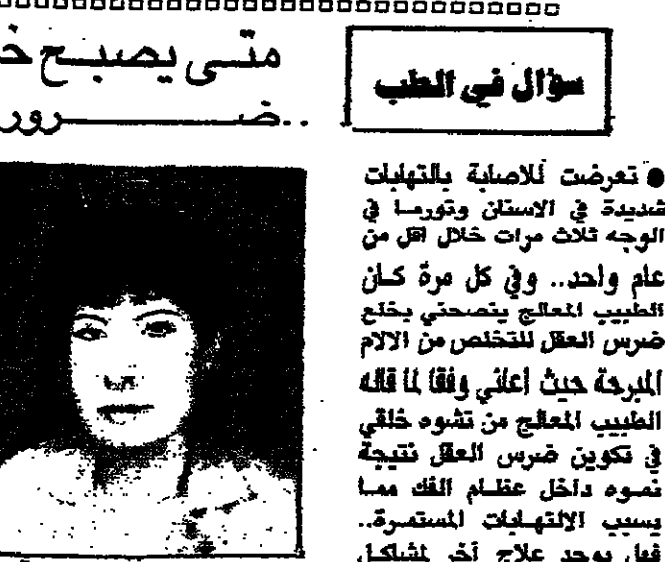 متى يصبح
..ضـــرور
سؤال في الطب
● تعرضت للاصابة بالتهابات
شديدة في الاسنان وتورما في
الوجه ثلاث مرات خلال اقل من
عام واحد.. وفي كل مرة كان
الطبيب المعالج ينصحني بخلع
ضرس العقل للتخلص من الالام
المبرحة حيث أعاني وفقا لما قاله
الطبيب المعالج من تشوه خلقي
في تكوين ضرس العقل نتيجة
نموه داخل عظام الفك مما
يسبب الالتهابات المستمرة..
فهل يوجد علاج آخر لمشاكل